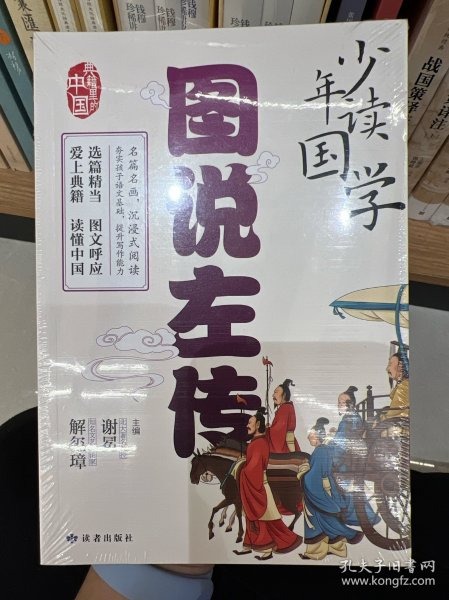 少年读国学
典籍里的中国
图说左传
名篇名画，沉浸式阅读
夯实孩子语文基础，提升写作能力
选篇精当 图文呼应
爱上典籍 读懂中国
主编
谢冕
解玺璋
读者出版社
战国策
孔夫子旧书网
www.kongfz.com